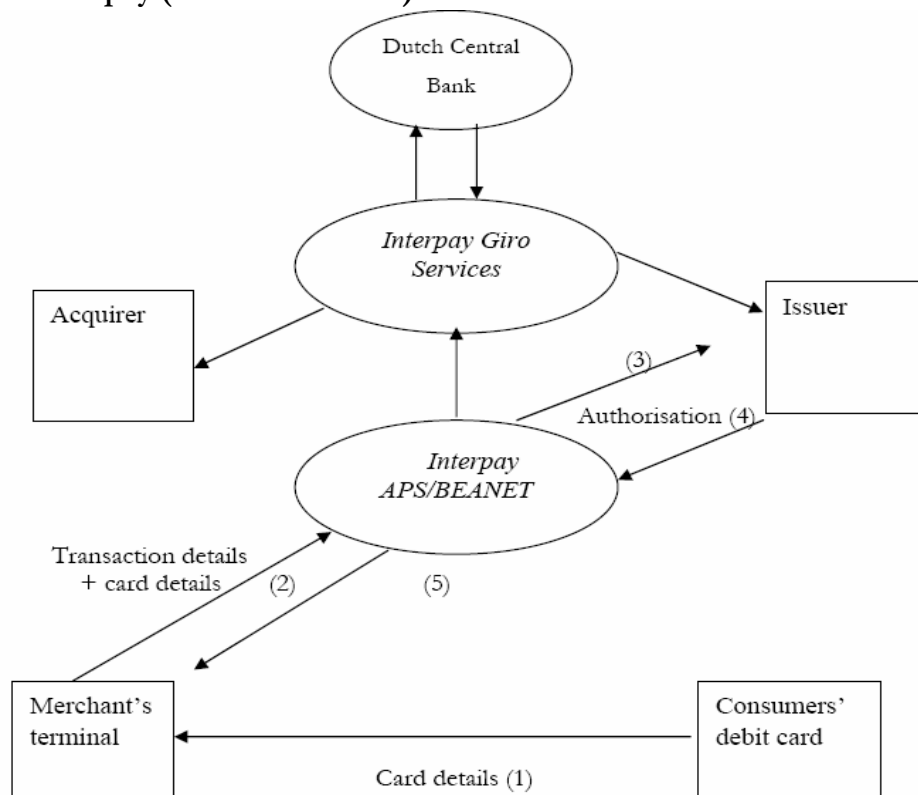 Dutch Central
Bank
Interpay Giro
Services
Acquirer
Issuer
(3)
Authorisation (4)
Interpay
APS/BEANET
Transaction details
+ card details
(2)
(5)
Merchant’s
terminal
Consumers’
debit card
Card details (1)